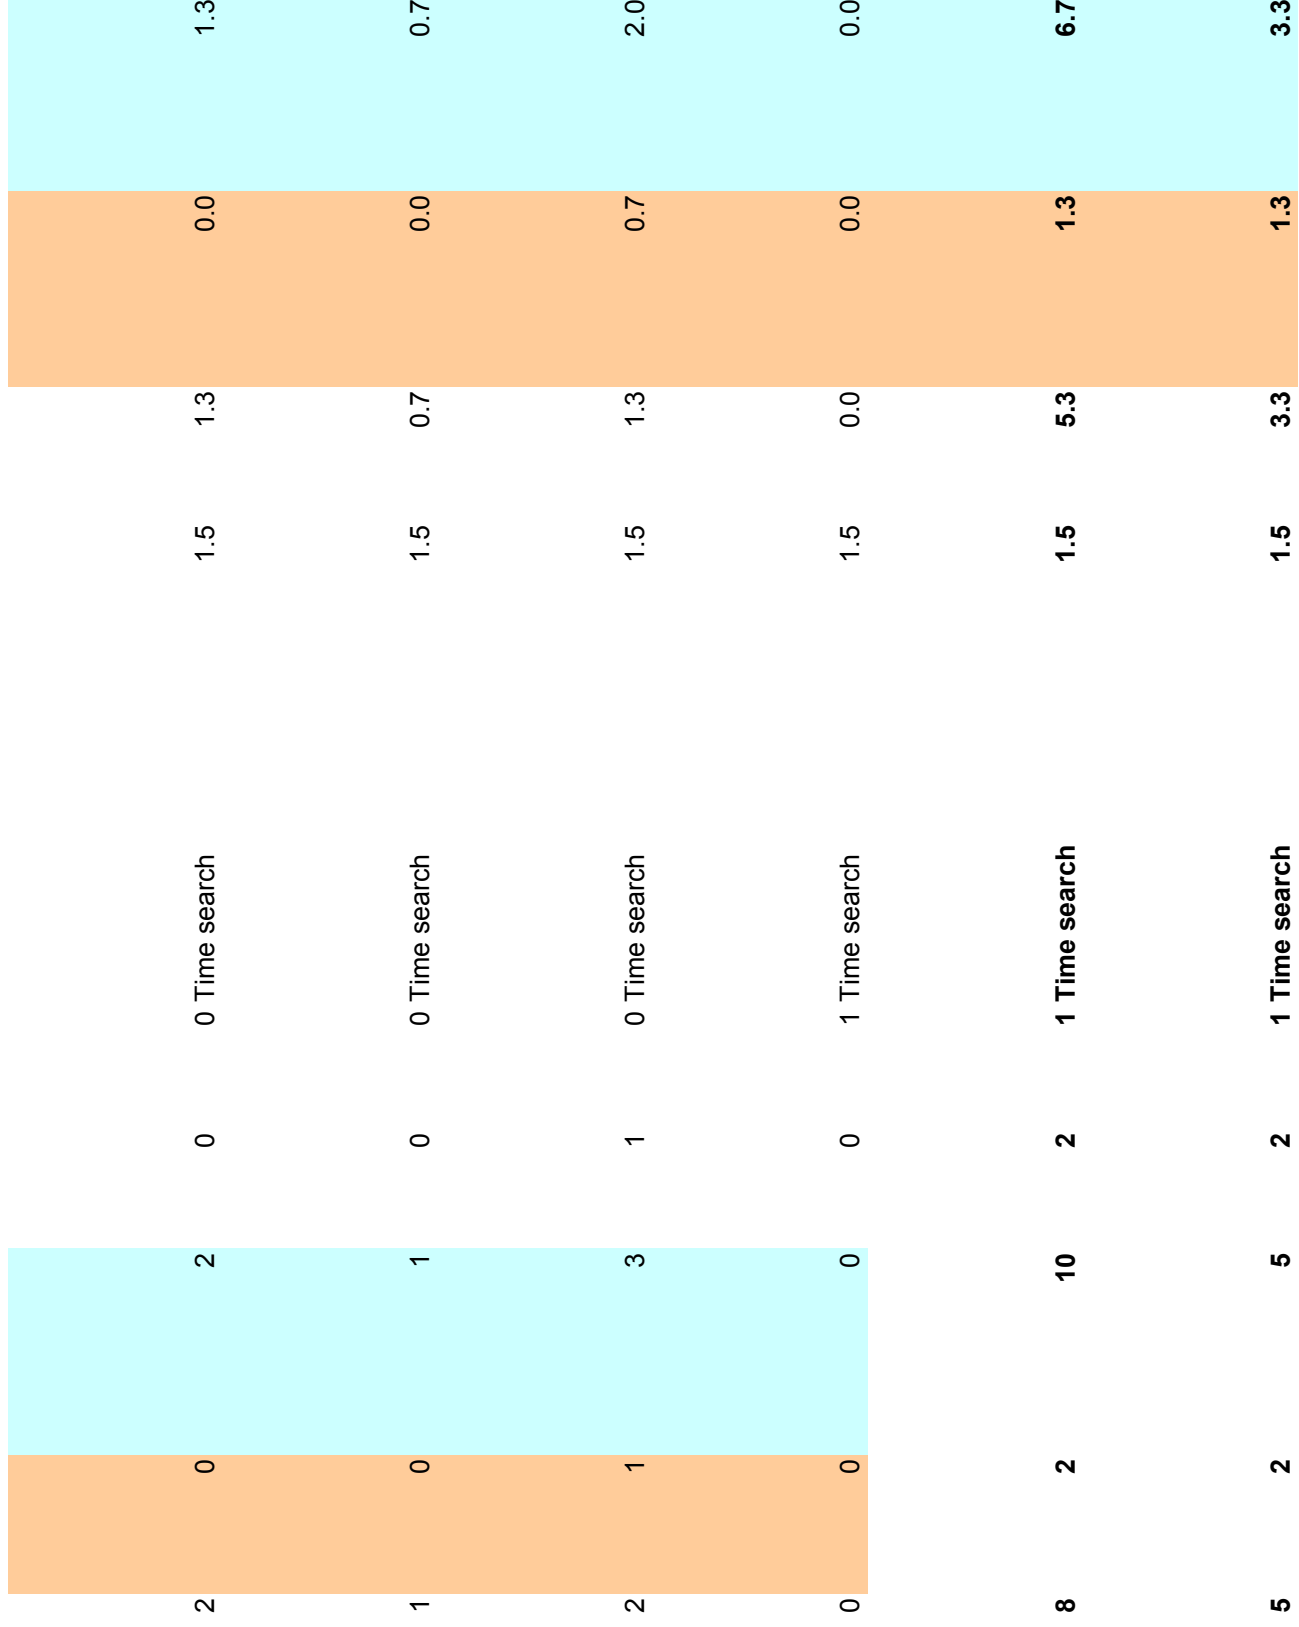 2 0 2 0 0 Time search 1.5 1.3 0.0 1.3
1 0 1 0 0 Time search 1.5 0.7 0.0 0.7
2 1 3 1 0 Time search 1.5 1.3 0.7 2.0
0 0 0 0 1 Time search 1.5 0.0 0.0 0.0
8 2 10 2 1 Time search 1.5 5.3 1.3 6.7
5 2 5 2 1 Time search 1.5 3.3 1.3 3.3